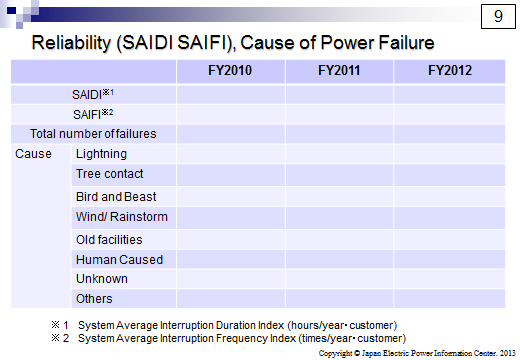 9
Reliability (SAIDI SAIFI), Cause of Power Failure
FY2010 FY2011 FY2012
SAIDI※1
SAIFI※2
Total number of failures
Cause Lightning
Tree contact
Bird and Beast
Wind/ Rainstorm
Old facilities
Human Caused
Unknown
Others
※ 1 System Average Interruption Duration Index (hours/year・customer)
※ 2 System Average Interruption Frequency Index (times/year・customer)
Copyright © Japan Electric Power Information Center. 2013